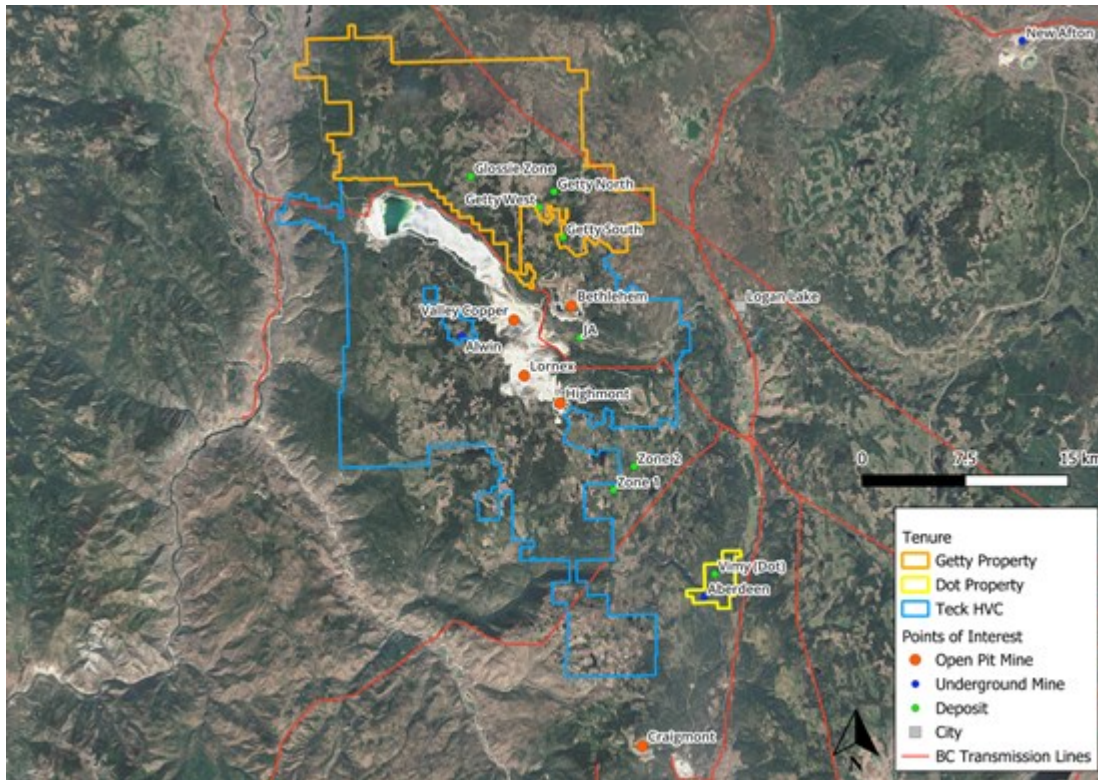 New Afton
Glossie Zone
Getty North
Getty West
Getty South
Bethlehem
Logan Lake
Valley Copper
JA
Alwin
Lornex
Highmont
Zone 2
Zone 1
0 7.5 15 km
Vimy (Dot)
Aberdeen
Craigmont
N
Tenure
Getty Property
Dot Property
Teck HVC
Points of Interest
Open Pit Mine
Underground Mine
Deposit
City
BC Transmission Lines